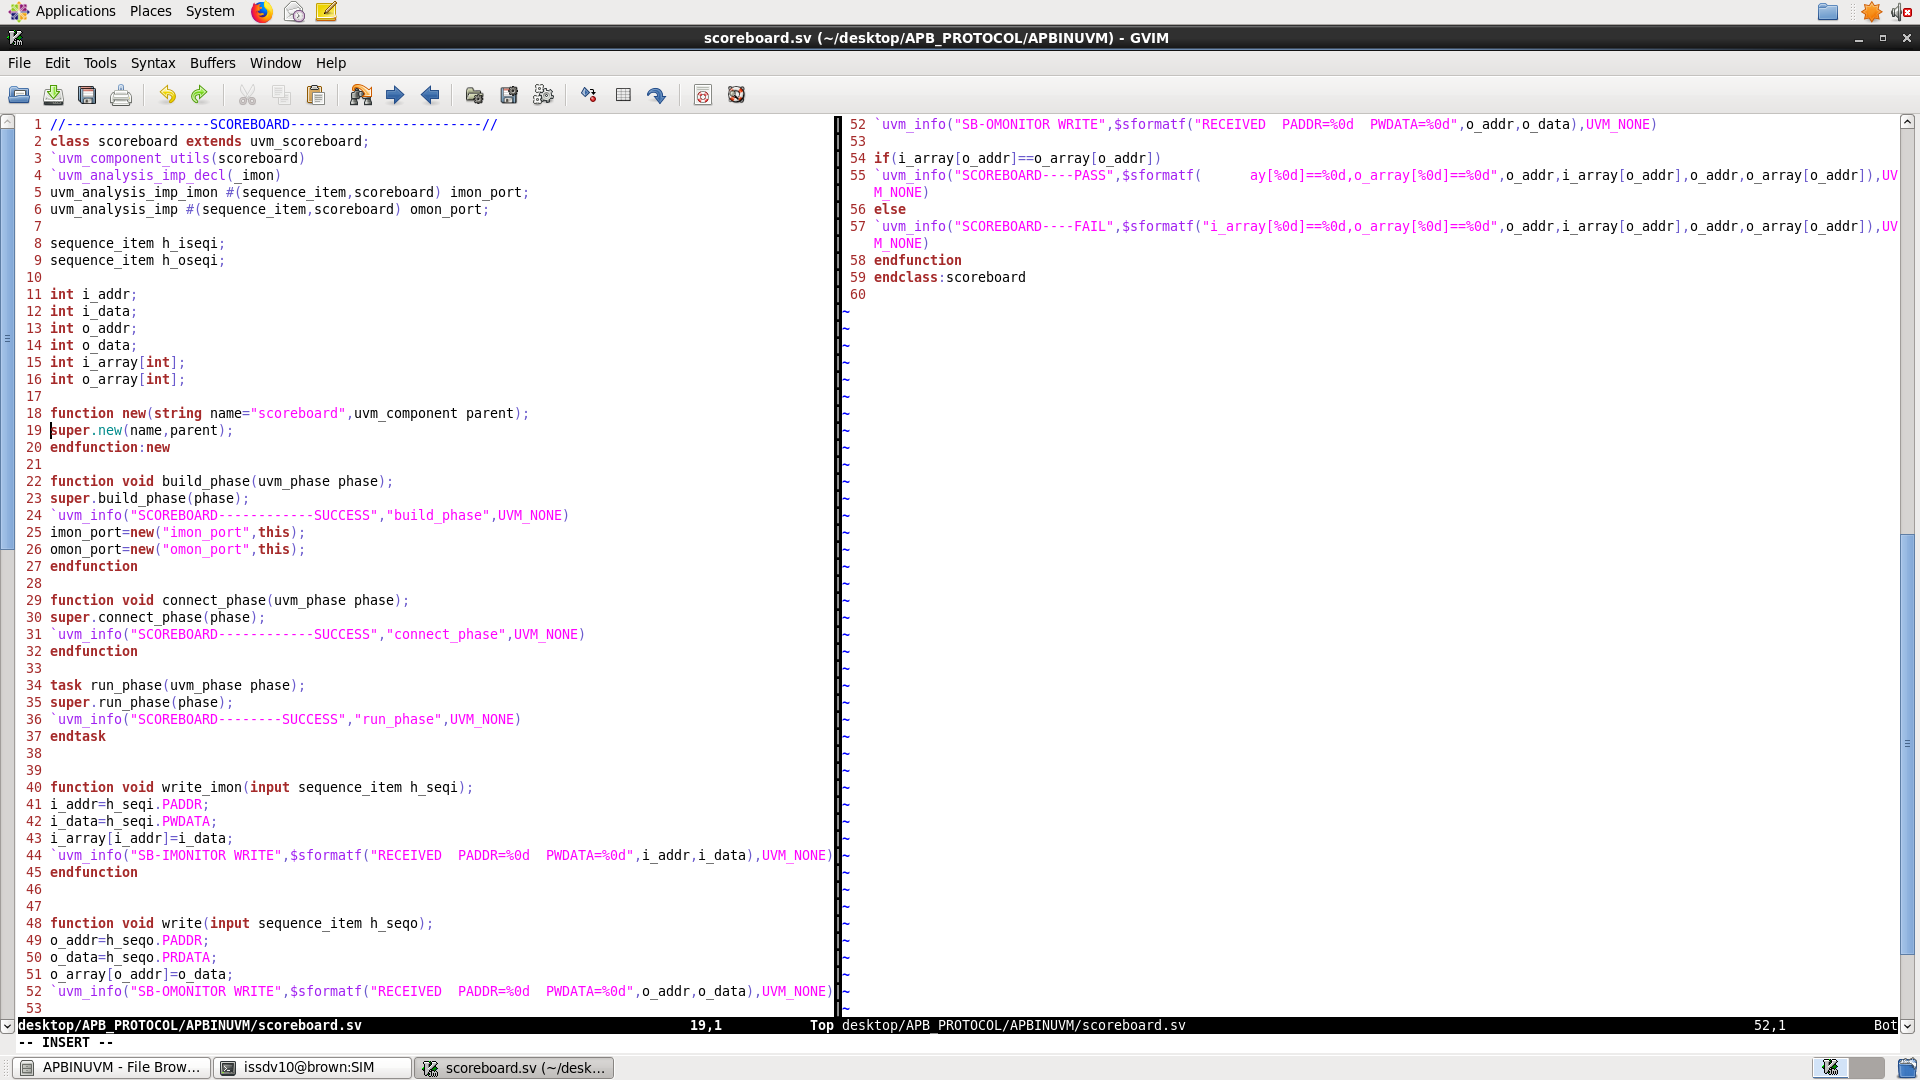 Applications Places System
scoreboard.sv (~/desktop/APB_PROTOCOL/APBINUVM) - GVIM
File Edit Tools Syntax Buffers Window Help
1 //------------------SCOREBOARD------------------------//
2 class scoreboard extends uvm_scoreboard;
3 `uvm_component_utils(scoreboard)
4 `uvm_analysis_imp_decl(_imon)
5 uvm_analysis_imp_imon #(sequence_item,scoreboard) imon_port;
6 uvm_analysis_imp #(sequence_item,scoreboard) omon_port;
7
8 sequence_item h_iseqi;
9 sequence_item h_oseqi;
10
11 int i_addr;
12 int i_data;
13 int o_addr;
14 int o_data;
15 int i_array[int];
16 int o_array[int];
17
18 function new(string name="scoreboard",uvm_component parent);
19 super.new(name,parent);
20 endfunction:new
21
22 function void build_phase(uvm_phase phase);
23 super.build_phase(phase);
24 `uvm_info("SCOREBOARD------------SUCCESS","build_phase",UVM_NONE)
25 imon_port=new("imon_port",this);
26 omon_port=new("omon_port",this);
27 endfunction
28
29 function void connect_phase(uvm_phase phase);
30 super.connect_phase(phase);
31 `uvm_info("SCOREBOARD------------SUCCESS","connect_phase",UVM_NONE)
32 endfunction
33
34 task run_phase(uvm_phase phase);
35 super.run_phase(phase);
36 `uvm_info("SCOREBOARD--------SUCCESS","run_phase",UVM_NONE)
37 endtask
38
39
40 function void write_imon(input sequence_item h_seqi);
41 i_addr=h_seqi.PADDR;
42 i_data=h_seqi.PWDATA;
43 i_array[i_addr]=i_data;
44 `uvm_info("SB-IMONITOR WRITE",$sformatf("RECEIVED  PADDR=%0d  PWDATA=%0d",i_addr,i_data),UVM_NONE)
45 endfunction
46
47
48 function void write(input sequence_item h_seqo);
49 o_addr=h_seqo.PADDR;
50 o_data=h_seqo.PRDATA;
51 o_array[o_addr]=o_data;
52 `uvm_info("SB-OMONITOR WRITE",$sformatf("RECEIVED  PADDR=%0d  PWDATA=%0d",o_addr,o_data),UVM_NONE)
53
desktop/APB_PROTOCOL/APBINUVM/scoreboard.sv 19,1 Top
52 `uvm_info("SB-OMONITOR WRITE",$sformatf("RECEIVED  PADDR=%0d  PWDATA=%0d",o_addr,o_data),UVM_NONE)
53
54 if(i_array[o_addr]==o_array[o_addr])
55 `uvm_info("SCOREBOARD----PASS",$sformatf(      ay[%0d]==%0d,o_array[%0d]==%0d",o_addr,i_array[o_addr],o_addr,o_array[o_addr]),UV
M_NONE)
56 else
57 `uvm_info("SCOREBOARD----FAIL",$sformatf("i_array[%0d]==%0d,o_array[%0d]==%0d",o_addr,i_array[o_addr],o_addr,o_array[o_addr]),UV
M_NONE)
58 endfunction
59 endclass:scoreboard
60
desktop/APB_PROTOCOL/APBINUVM/scoreboard.sv 52,1 Bot
-- INSERT --
APBINUVM - File Brow... issdv10@brown:SIM scoreboard.sv (~/desk...